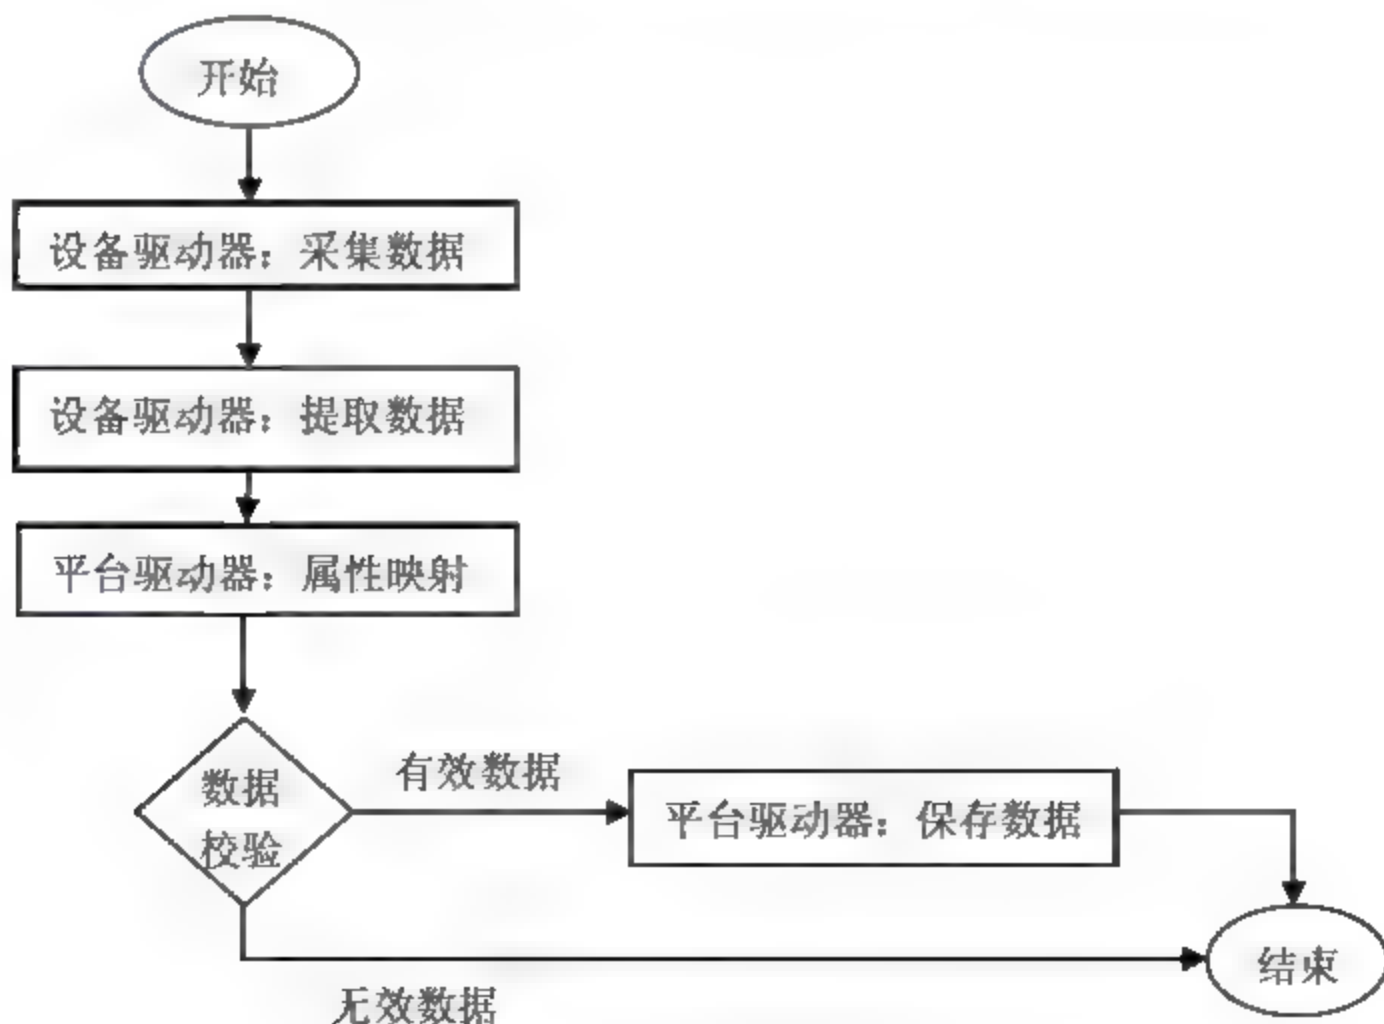 开始
设备驱动器：采集数据
设备驱动器：提取数据
平台驱动器：属性映射
数据
校验
有效数据
平台驱动器：保存数据
结束
无效数据